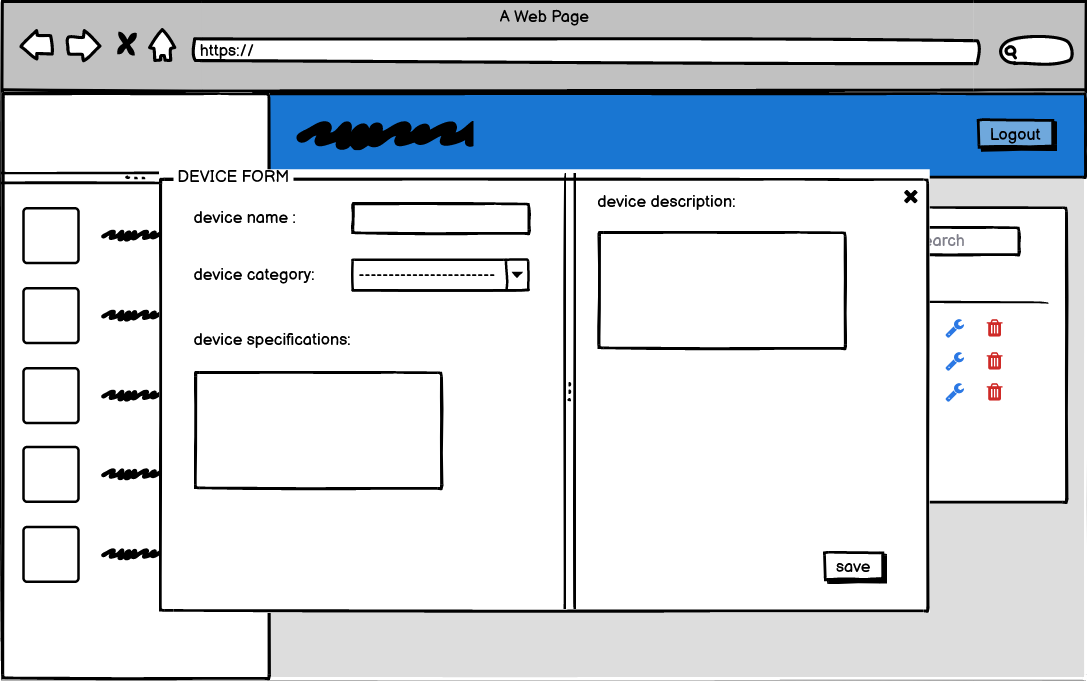 A Web Page
https://
Logout
DEVICE FORM
device name :
device category:
device specifications:
device description:
earch
save